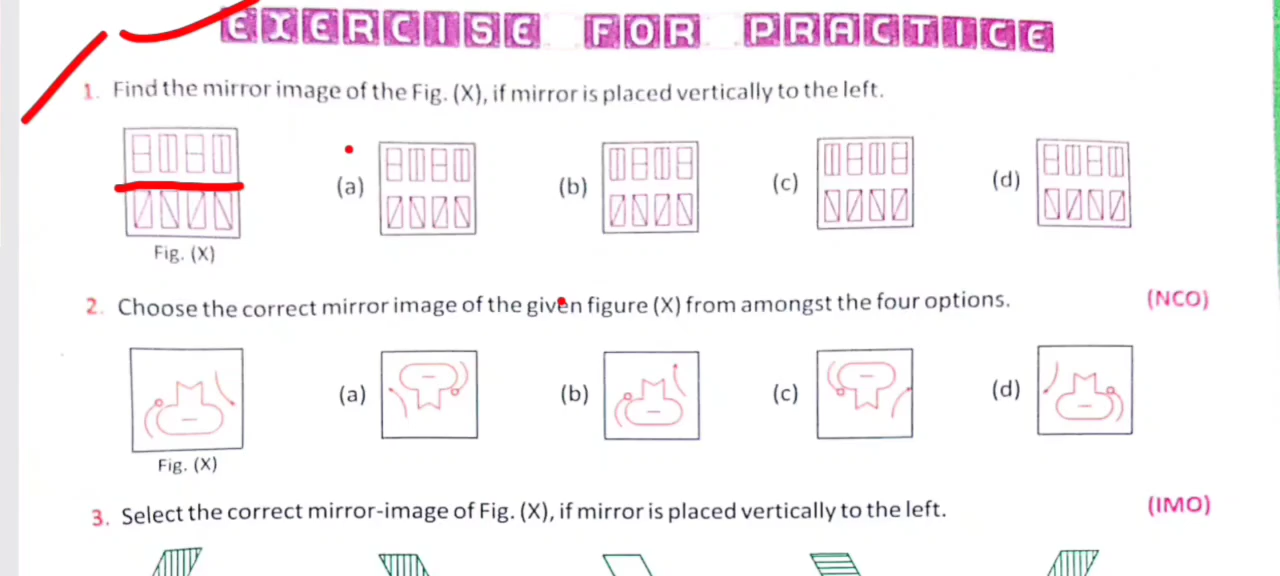 EXERCISE FOR PRACTICE
1. Find the mirror image of the Fig. (X), if mirror is placed vertically to the left.
(a) (b) (c) (d)
Fig. (X)
2. Choose the correct mirror image of the given figure (X) from amongst the four options. (NCO)
(a) (b) (c) (d)
Fig. (X)
3. Select the correct mirror-image of Fig. (X), if mirror is placed vertically to the left. (IMO)